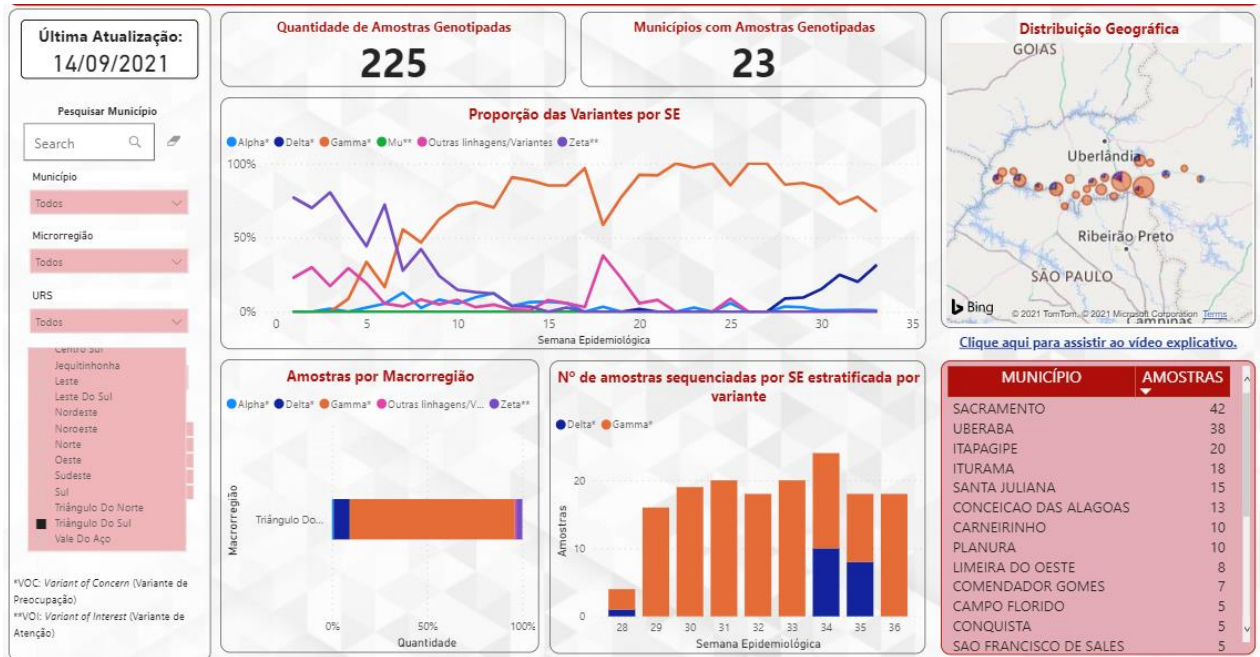 Última Atualização:
14/09/2021
Pesquisar Município
Search
Município
Todos
Microrregião
Todos
URS
Todos
Centro Sul
Jequitinhonha
Leste
Leste Do Sul
Nordeste
Noroeste
Norte
Oeste
Sudeste
Sul
Triângulo Do Norte
Triângulo Do Sul
Vale Do Aço
*VOC: Variant of Concern (Variante de
Preocupação)
**VOI: Variant of Interest (Variante de
Atenção)
Quantidade de Amostras Genotipadas
225
Municípios com Amostras Genotipadas
23
Proporção das Variantes por SE
Alpha* Delta* Gamma* Mu** Outras linhagens/Variantes Zeta**
100%
50%
0%
0 5 10 15 20 25 30 35
Semana Epidemiológica
Amostras por Macrorregião
Alpha* Delta* Gamma* Outras linhagens/V... Zeta**
Macrorregião
Triângulo Do...
0% 50% 100%
Quantidade
Nº de amostras sequenciadas por SE estratificada por
variante
Delta* Gamma*
Amostras
20
10
0
28 29 30 31 32 33 34 35 36
Semana Epidemiológica
Distribuição Geográfica
GOIÁS
Uberlândia
Ribeirão Preto
SÃO PAULO
Campinas
Bing
© 2021 TomTom, © 2021 Microsoft Corporation Terms
Clique aqui para assistir ao vídeo explicativo.
MUNICÍPIO AMOSTRAS
SACRAMENTO 42
UBERABA 38
ITAPAGIPE 20
ITURAMA 18
SANTA JULIANA 15
CONCEICAO DAS ALAGOAS 13
CARNEIRINHO 10
PLANURA 10
LIMEIRA DO OESTE 8
COMENDADOR GOMES 7
CAMPO FLORIDO 5
CONQUISTA 5
SAO FRANCISCO DE SALES 5